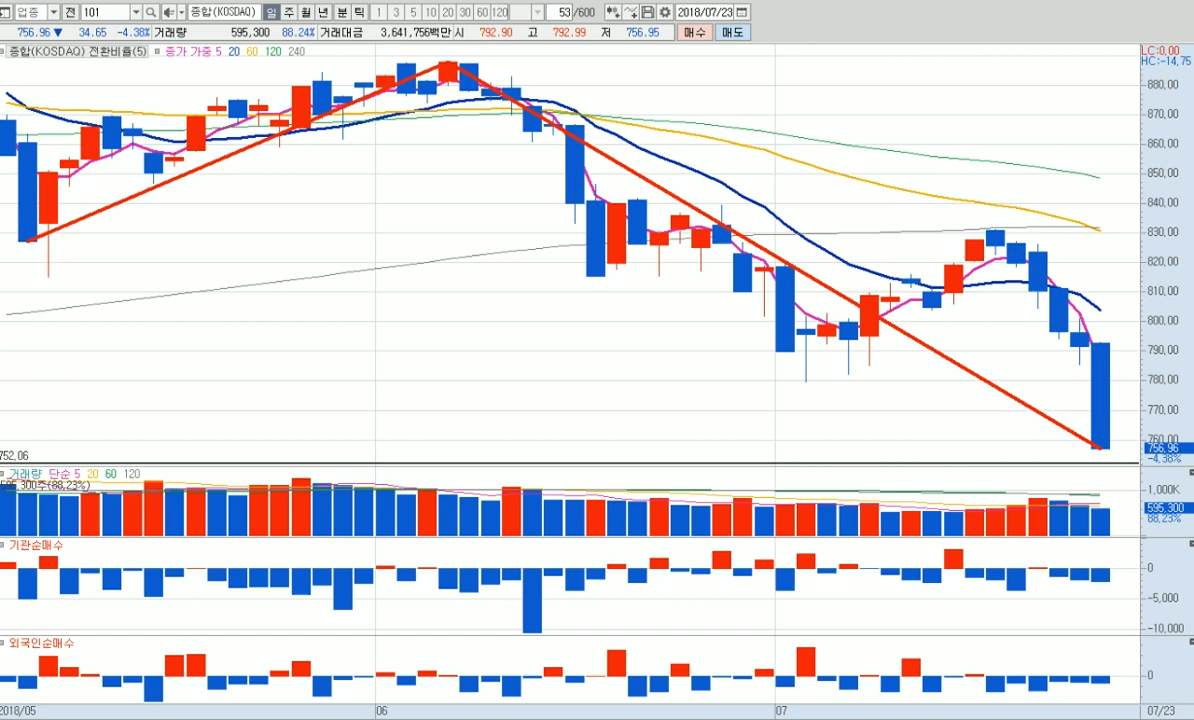 업종 전 101 종합(KOSDAQ) 일 주 월 년 분 틱 1 3 5 10 20 30 60 120 53 /600 2018/07/23
756.96 ▼ 34.65 -4.38% 거래량 595,300 88.24% 거래대금 3,641,756백만 시 792.90 고 792.99 저 756.95 매수 매도
종합(KOSDAQ) 전환비율(5) 종가 가중 5 20 60 120 240
LC:0.00
HC:-14.75
880.00
870.00
860.00
850.00
840.00
830.00
820.00
810.00
800.00
790.00
780.00
770.00
760.00
756.96
-4.38%
752.06
거래량 단순 5 20 60 120
595,300주(88.23%)
1,000K
595,300
88.23%
기관순매수
0
-5,000
-10,000
외국인순매수
0
2018/05 06 07 07/23